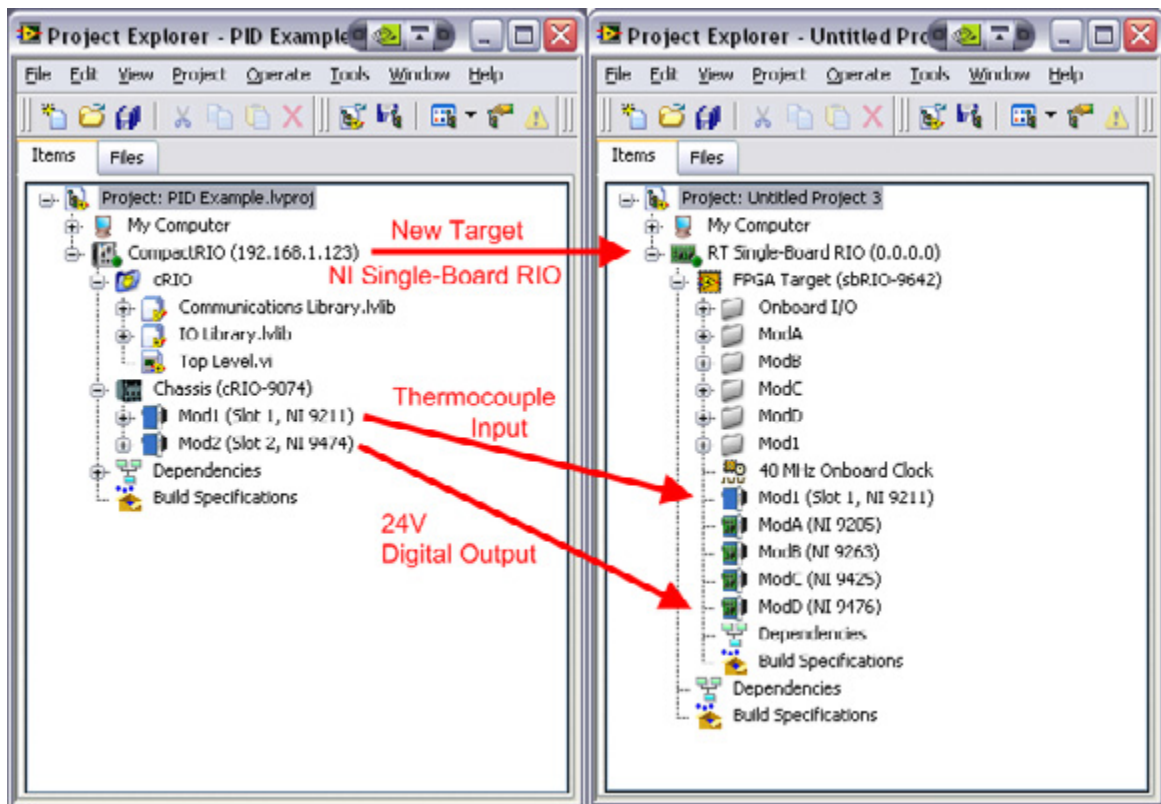 Project Explorer - PID Example
File Edit View Project Operate Tools Window Help
Items Files
Project: PID Example.lvproj
My Computer
CompactRIO (192.168.1.123)
cRIO
Communications Library.lvlib
IO Library.lvlib
Top Level.vi
Chassis (cRIO-9074)
Mod1 (Slot 1, NI 9211)
Mod2 (Slot 2, NI 9474)
Dependencies
Build Specifications
New Target
NI Single-Board RIO
Thermocouple
Input
24V
Digital Output
Project Explorer - Untitled Pro
File Edit View Project Operate Tools Window Help
Items Files
Project: Untitled Project 3
My Computer
RT Single-Board RIO (0.0.0.0)
FPGA Target (sbRIO-9642)
Onboard I/O
ModA
ModB
ModC
ModD
Mod1
40 MHz Onboard Clock
Mod1 (Slot 1, NI 9211)
ModA (NI 9205)
ModB (NI 9263)
ModC (NI 9425)
ModD (NI 9476)
Dependencies
Build Specifications
Dependencies
Build Specifications